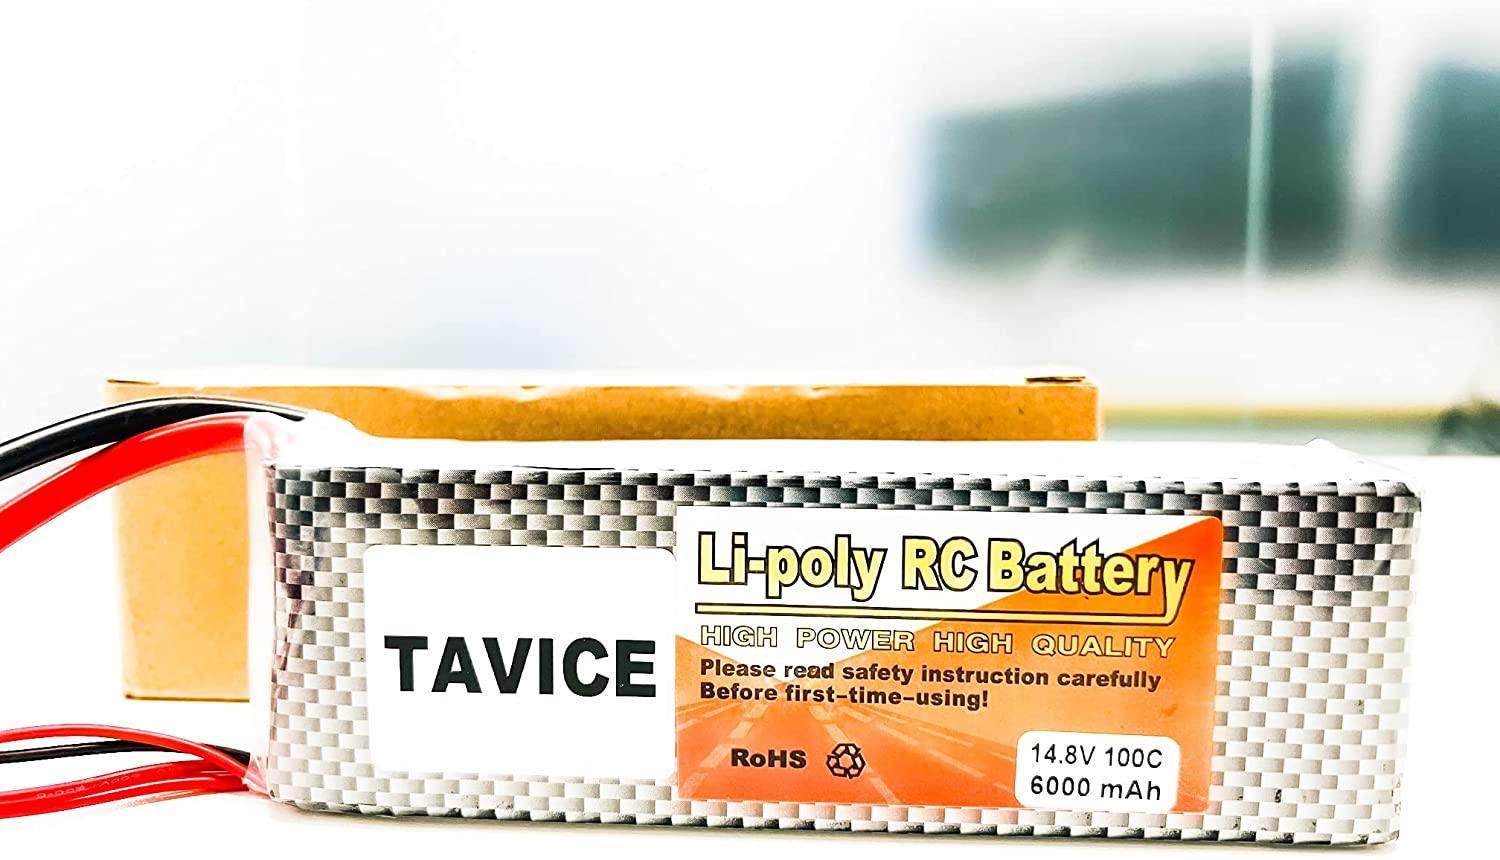 TAVICE
Li-poly RC Battery
HIGH POWER HIGH QUALITY
Please read safety instruction carefully
Before first-time-using!
RoHS
14.8V 100C
6000 mAh